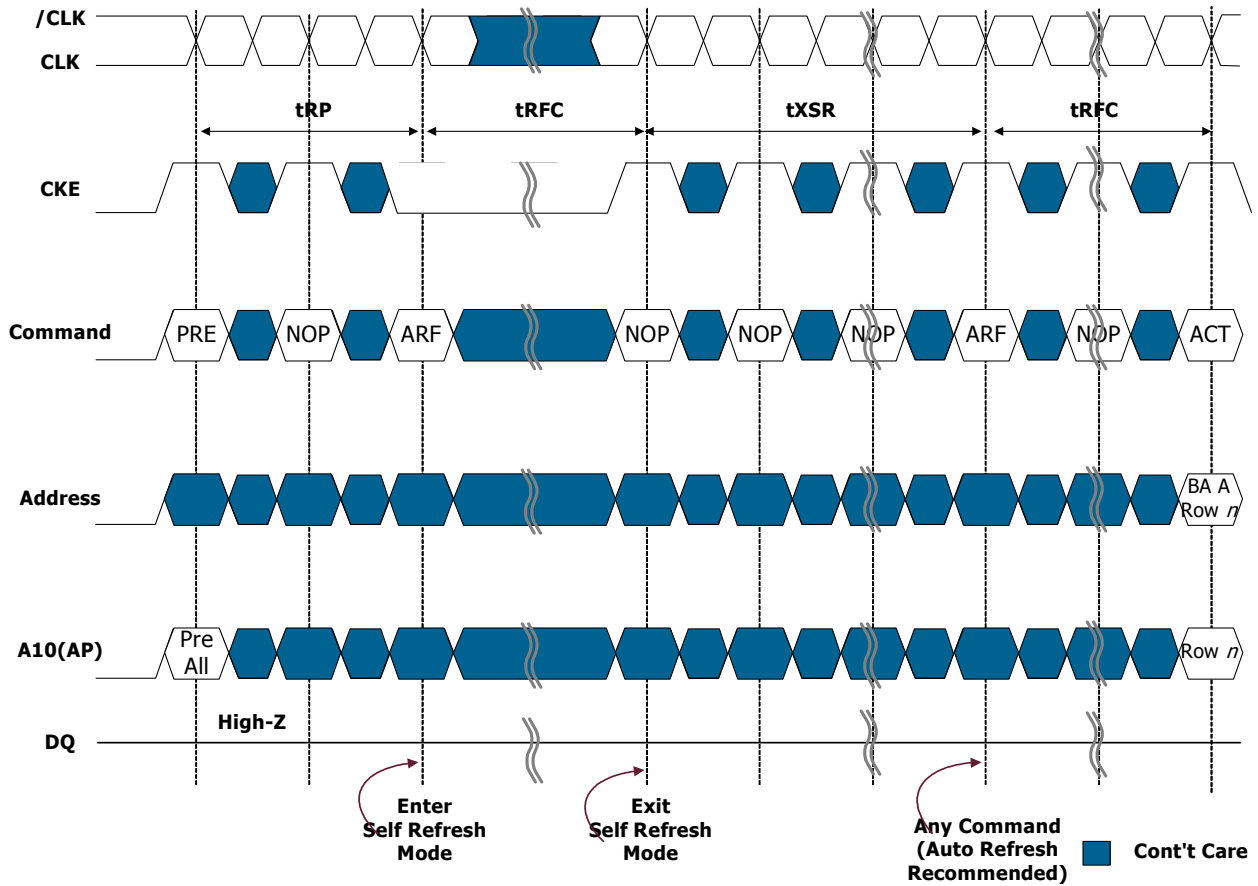 /CLK
CLK
tRP tRFC tXSR tRFC
CKE
Command PRE NOP ARF NOP NOP NOP ARF NOP ACT
Address BA A
Row n
A10(AP) Pre
All Row n
High-Z
DQ
Enter
Self Refresh
Mode
Exit
Self Refresh
Mode
Any Command
(Auto Refresh
Recommended)
Cont't Care